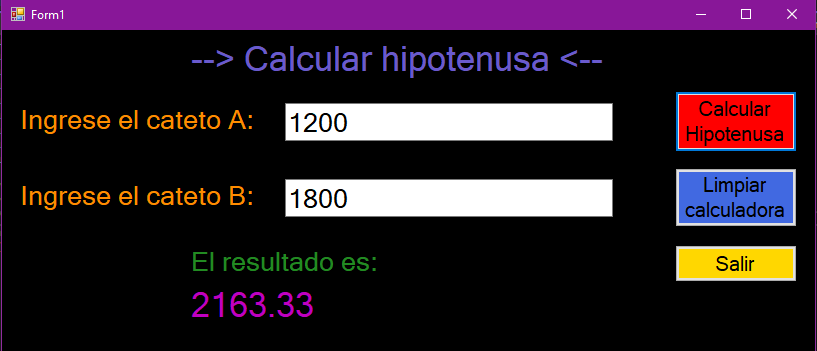 Form1
--> Calcular hipotenusa <--
Ingrese el cateto A:
1200
Calcular
Hipotenusa
Ingrese el cateto B:
1800
Limpiar
calculadora
El resultado es:
Salir
2163.33